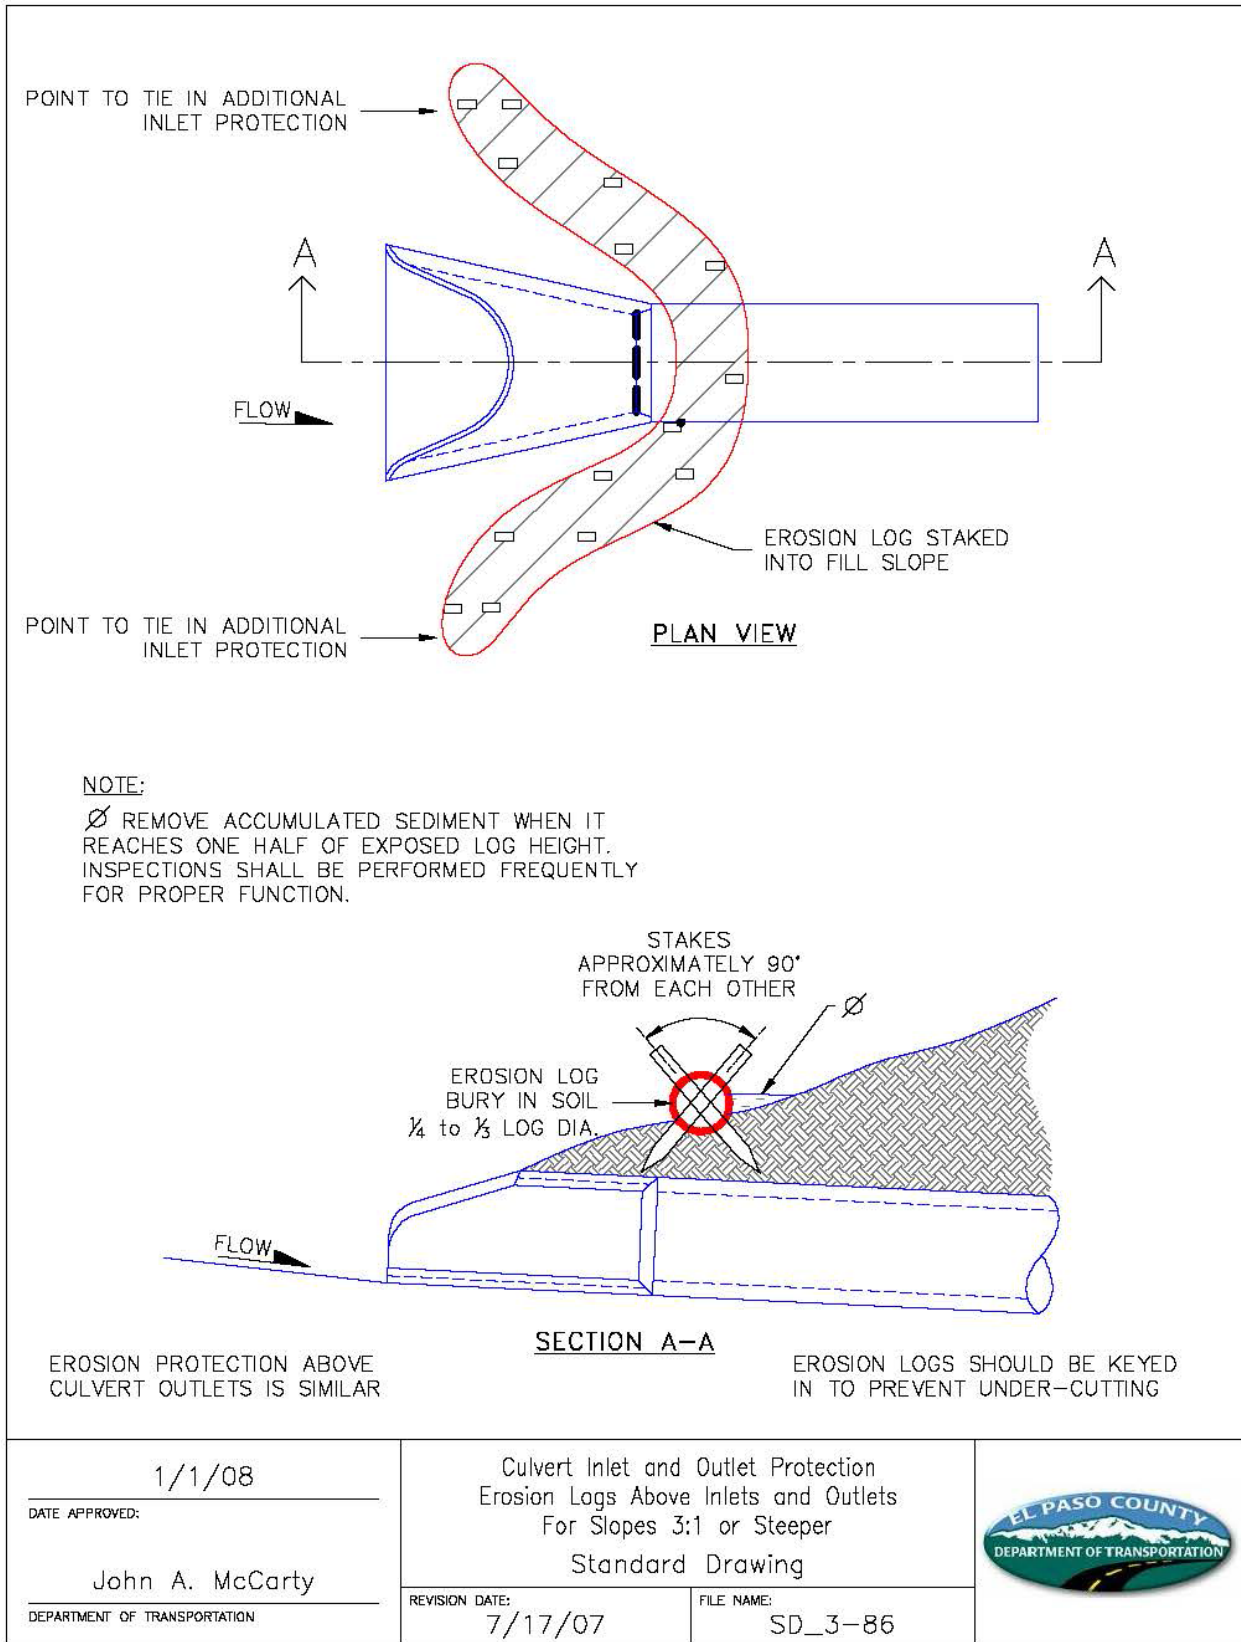 POINT TO TIE IN ADDITIONAL
INLET PROTECTION
A
A
FLOW
EROSION LOG STAKED
INTO FILL SLOPE
POINT TO TIE IN ADDITIONAL
INLET PROTECTION
PLAN VIEW
NOTE:
Ø REMOVE ACCUMULATED SEDIMENT WHEN IT
REACHES ONE HALF OF EXPOSED LOG HEIGHT.
INSPECTIONS SHALL BE PERFORMED FREQUENTLY
FOR PROPER FUNCTION.
STAKES
APPROXIMATELY 90°
FROM EACH OTHER
Ø
EROSION LOG
BURY IN SOIL
¼ to ⅓ LOG DIA.
FLOW
SECTION A–A
EROSION PROTECTION ABOVE
CULVERT OUTLETS IS SIMILAR
EROSION LOGS SHOULD BE KEYED
IN TO PREVENT UNDER–CUTTING
1/1/08
DATE APPROVED:
John A. McCarty
DEPARTMENT OF TRANSPORTATION
Culvert Inlet and Outlet Protection
Erosion Logs Above Inlets and Outlets
For Slopes 3:1 or Steeper
Standard Drawing
REVISION DATE:
7/17/07
FILE NAME:
SD_3-86
EL PASO COUNTY
DEPARTMENT OF TRANSPORTATION